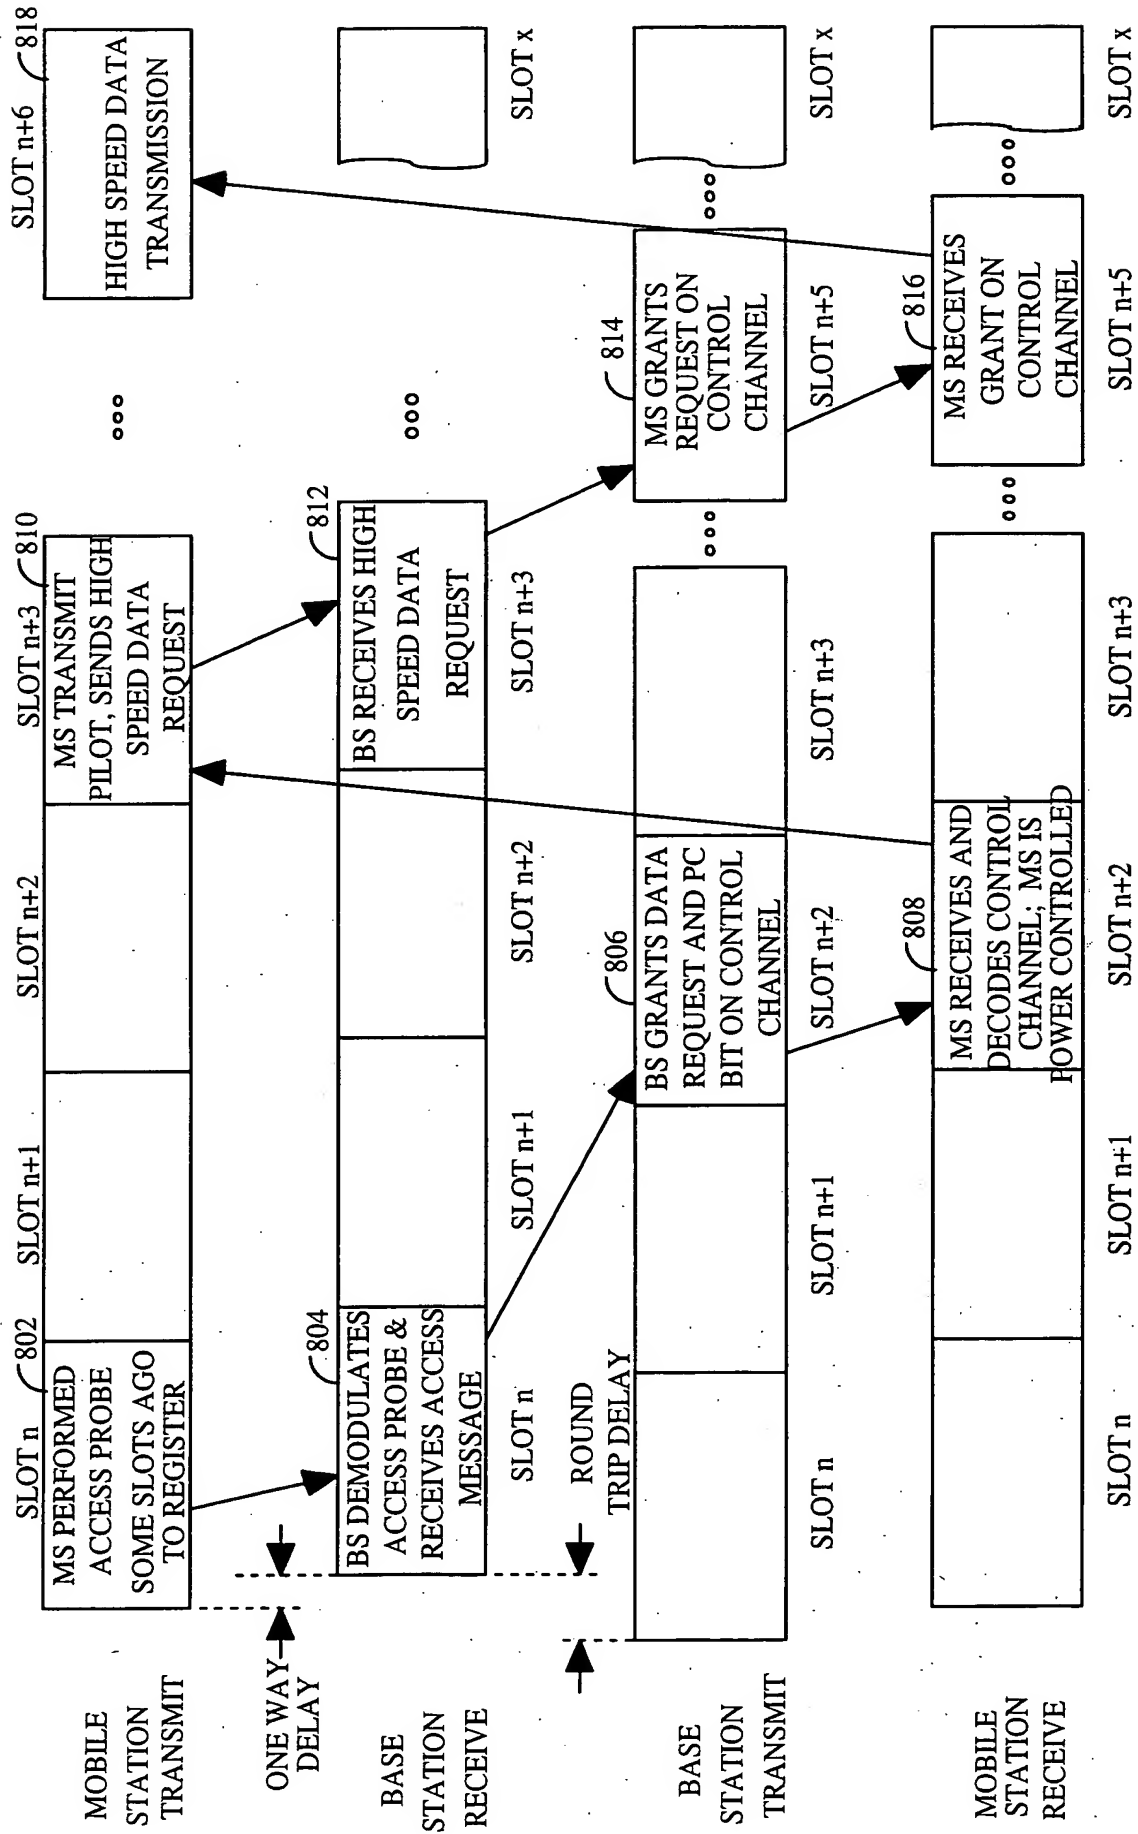 MOBILE
STATION
TRANSMIT
SLOT n
802
MS PERFORMED
ACCESS PROBE
SOME SLOTS AGO
TO REGISTER
SLOT n+1
SLOT n+2
SLOT n+3
810
MS TRANSMIT
PILOT, SENDS HIGH
SPEED DATA
REQUEST
ooo
SLOT n+6
818
HIGH SPEED DATA
TRANSMISSION
ONE WAY
DELAY
BASE
STATION
RECEIVE
804
BS DEMODULATES
ACCESS PROBE &
RECEIVES ACCESS
MESSAGE
SLOT n
SLOT n+1
SLOT n+2
812
BS RECEIVES HIGH
SPEED DATA
REQUEST
SLOT n+3
ooo
SLOT x
ROUND
TRIP DELAY
BASE
STATION
TRANSMIT
SLOT n
SLOT n+1
806
BS GRANTS DATA
REQUEST AND PC
BIT ON CONTROL
CHANNEL
SLOT n+2
SLOT n+3
ooo
814
MS GRANTS
REQUEST ON
CONTROL
CHANNEL
SLOT n+5
ooo
SLOT x
MOBILE
STATION
RECEIVE
SLOT n
SLOT n+1
808
MS RECEIVES AND
DECODES CONTROL
CHANNEL; MS IS
POWER CONTROLLED
SLOT n+2
SLOT n+3
ooo
816
MS RECEIVES
GRANT ON
CONTROL
CHANNEL
SLOT n+5
ooo
SLOT x